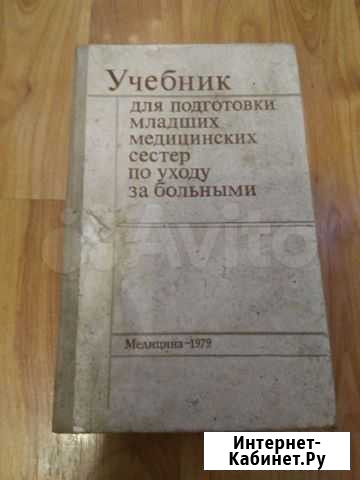 Учебник
для подготовки
младших
медицинских
сестер
по уходу
за больными
Avito
Медицина-1979
Интернет-
Кабинет.Ру